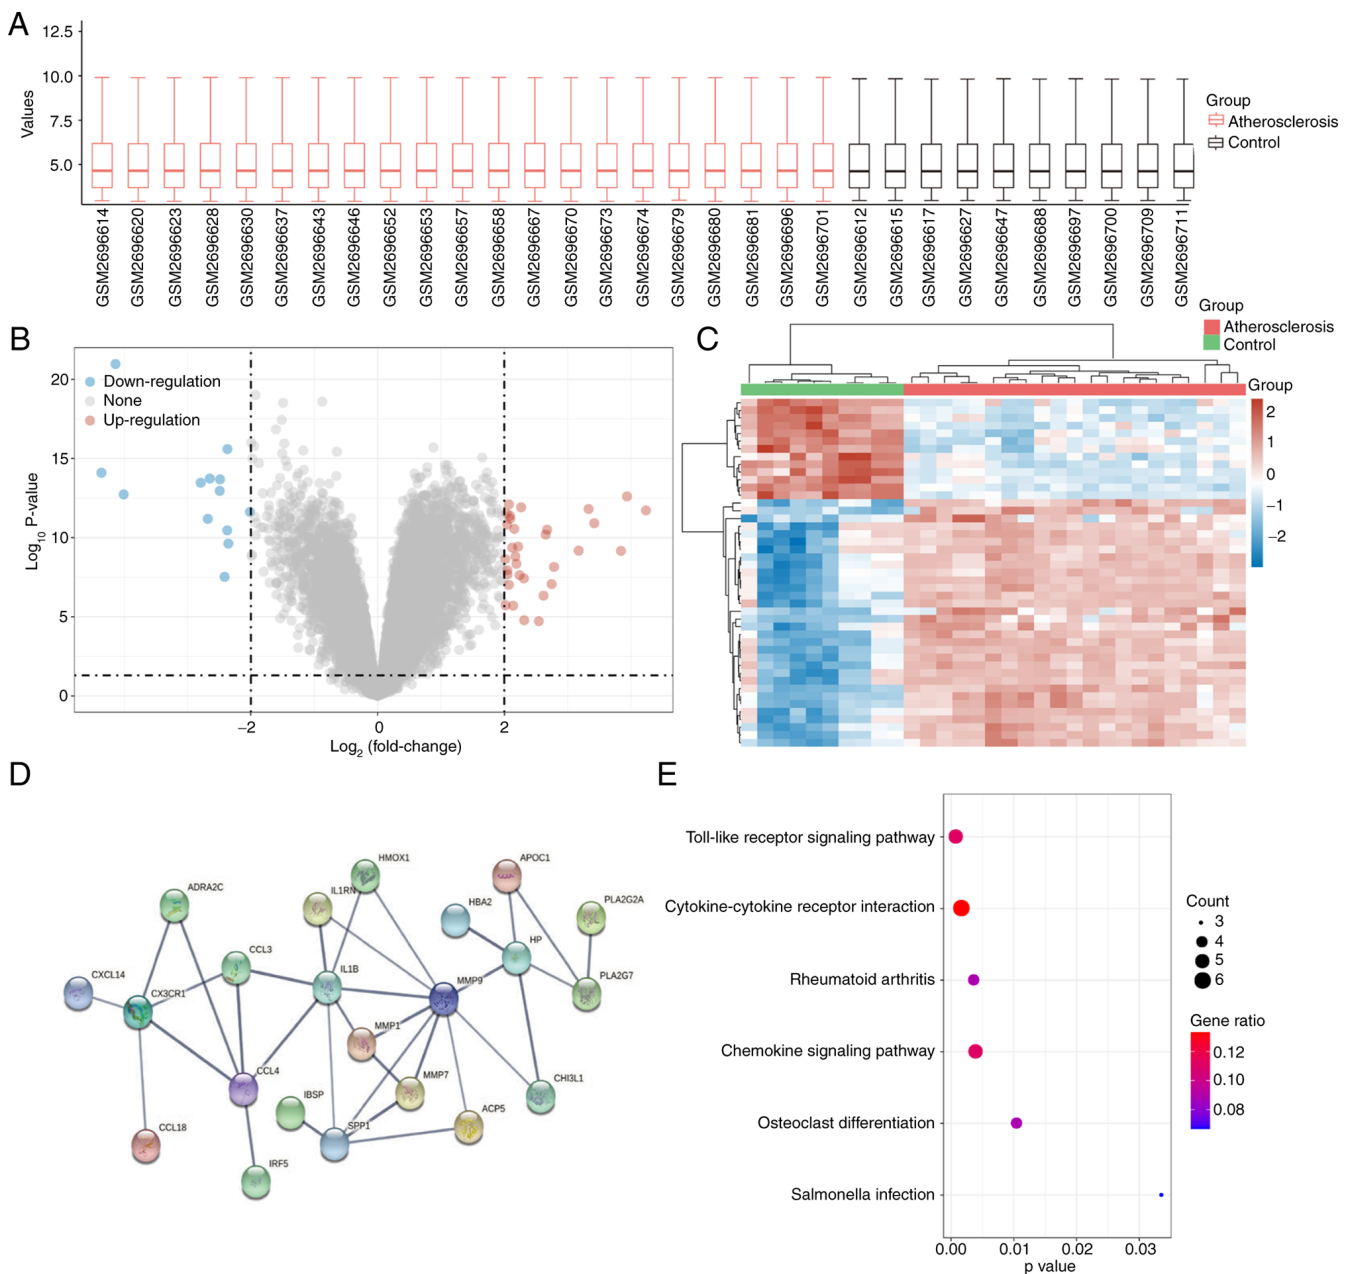 A
12.5
10.0
7.5
5.0
Values
GSM2696614
GSM2696620
GSM2696623
GSM2696628
GSM2696630
GSM2696637
GSM2696643
GSM2696646
GSM2696652
GSM2696653
GSM2696657
GSM2696658
GSM2696667
GSM2696670
GSM2696673
GSM2696674
GSM2696679
GSM2696680
GSM2696681
GSM2696696
GSM2696701
GSM2696612
GSM2696615
GSM2696617
GSM2696627
GSM2696647
GSM2696688
GSM2696697
GSM2696700
GSM2696709
GSM2696711
Group
Atherosclerosis
Control
B
Down-regulation
None
Up-regulation
20
15
10
5
0
Log10 P-value
−2
0
2
Log2 (fold-change)
C
Group
Atherosclerosis
Control
Group
2
1
0
−1
−2
D
HMOX1
APOC1
ADRA2C
IL1RN
HBA2
PLA2G2A
CCL3
HP
CXCL14
IL1B
CX3CR1
MMP9
PLA2G7
MMP1
CCL4
MMP7
CHI3L1
IBSP
ACP5
CCL18
SPP1
IRF5
E
Toll-like receptor signaling pathway
Cytokine-cytokine receptor interaction
Rheumatoid arthritis
Chemokine signaling pathway
Osteoclast differentiation
Salmonella infection
0.00
0.01
0.02
0.03
p value
Count
3
4
5
6
Gene ratio
0.12
0.10
0.08